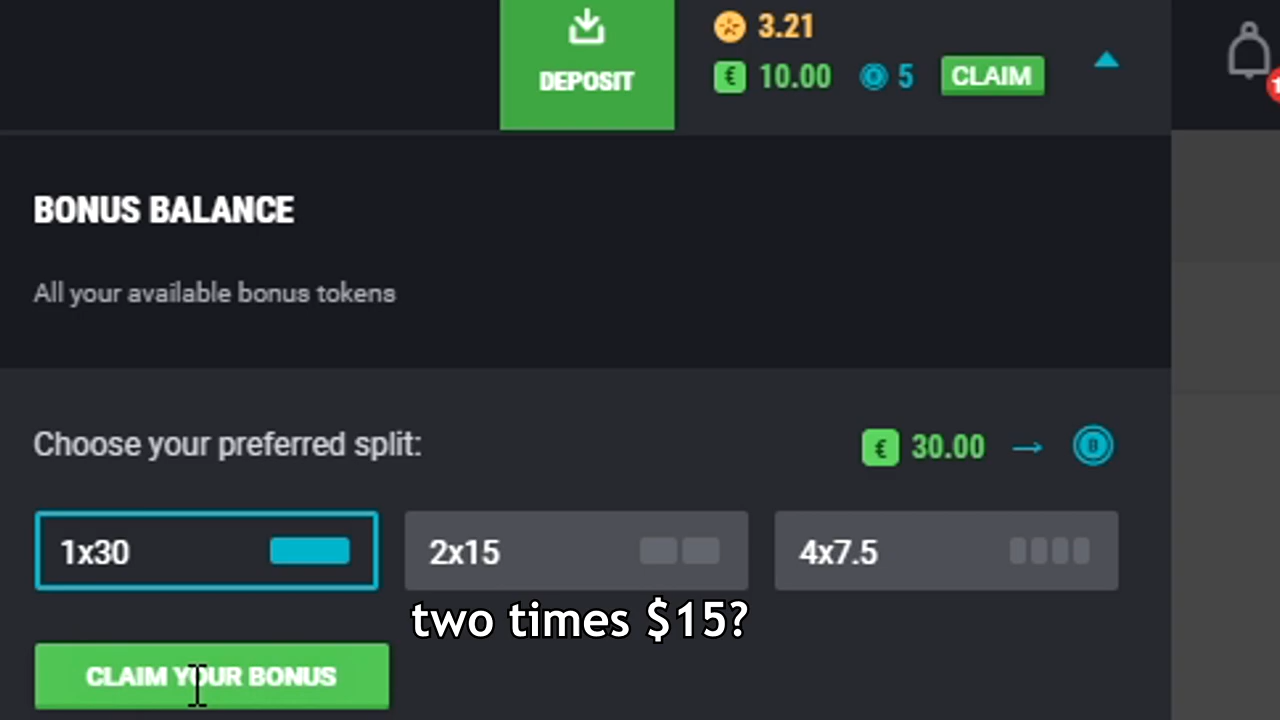 3.21
DEPOSIT
€ 10.00 5 CLAIM
BONUS BALANCE
All your available bonus tokens
Choose your preferred split:
€ 30.00 → B
1x30 2x15 4x7.5
two times $15?
CLAIM YOUR BONUS